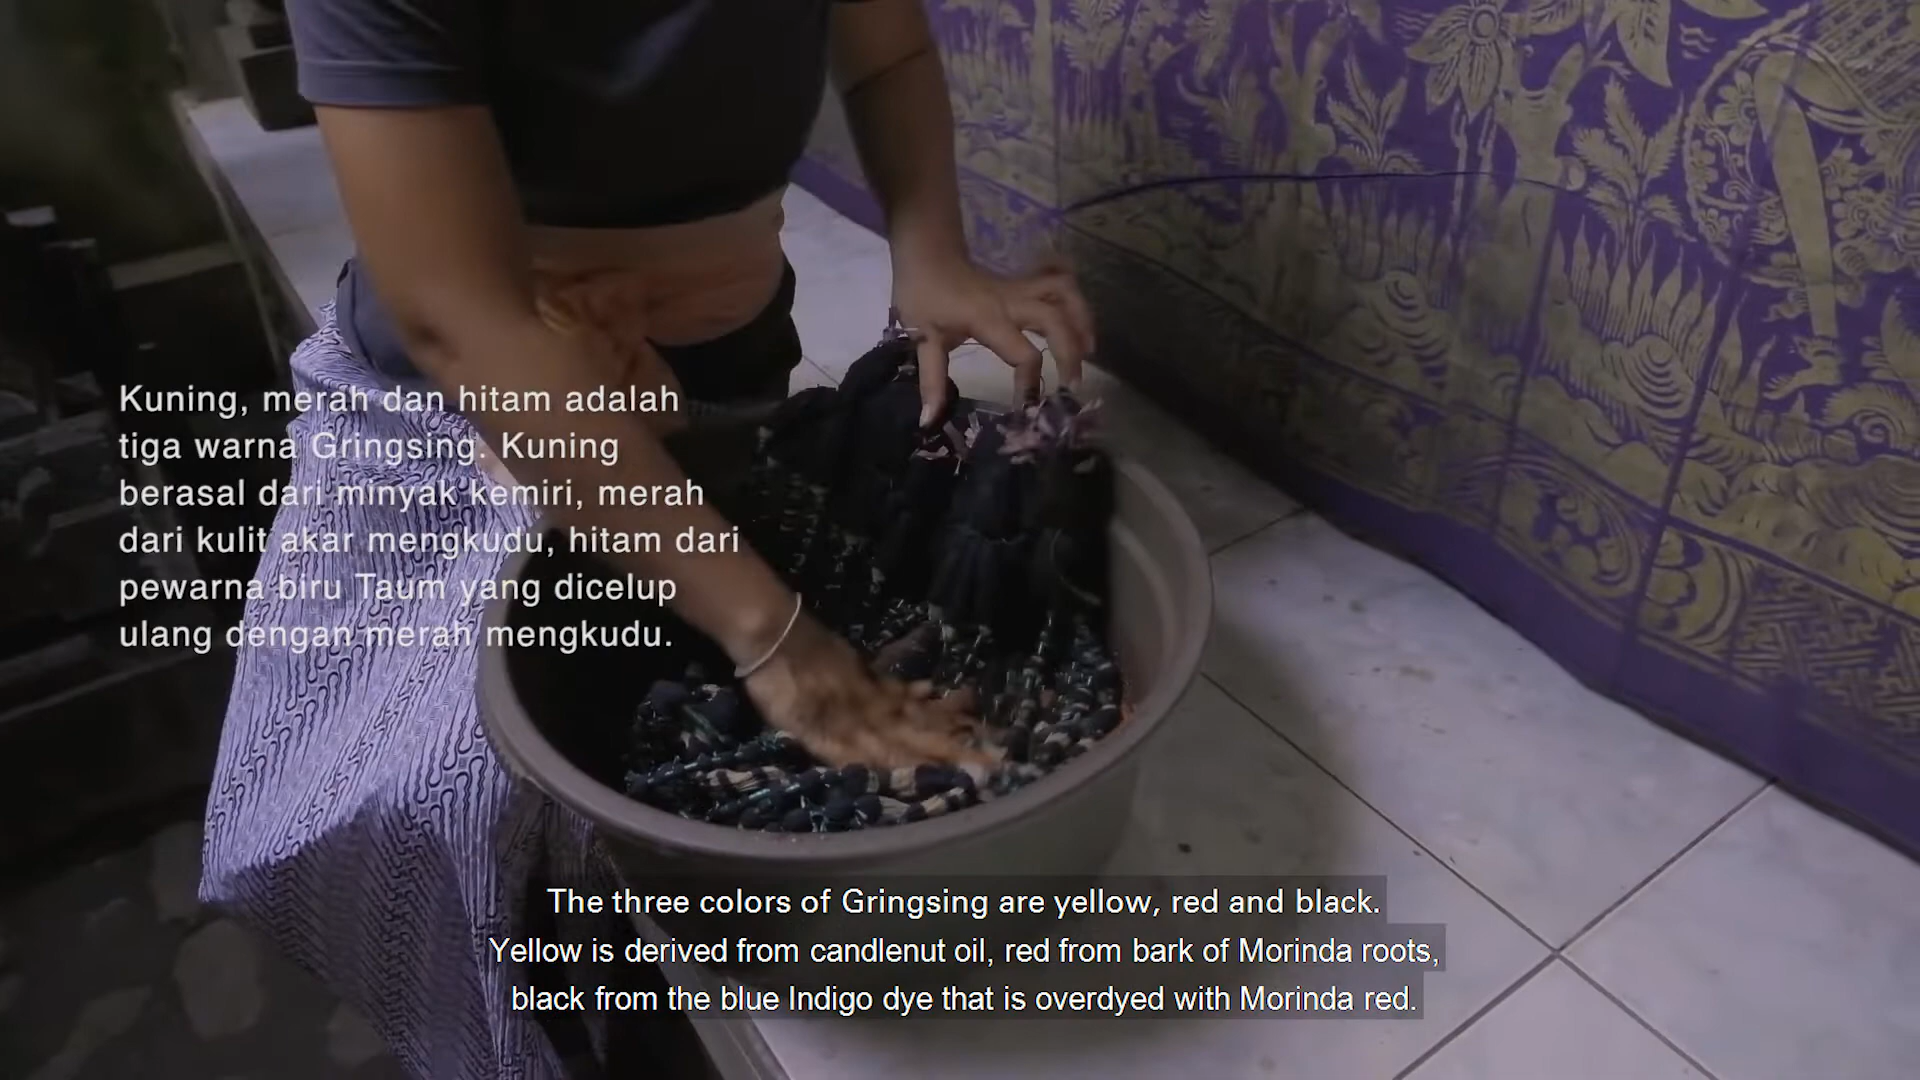 Kuning, merah dan hitam adalah
tiga warna Gringsing. Kuning
berasal dari minyak kemiri, merah
dari kulit akar mengkudu, hitam dari
pewarna biru Taum yang dicelup
ulang dengan merah mengkudu.
The three colors of Gringsing are yellow, red and black.
Yellow is derived from candlenut oil, red from bark of Morinda roots,
black from the blue Indigo dye that is overdyed with Morinda red.